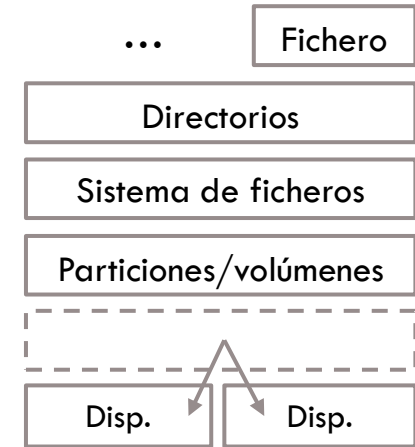 ... Fichero
Directorios
Sistema de ficheros
Particiones/volúmenes
Disp. Disp.